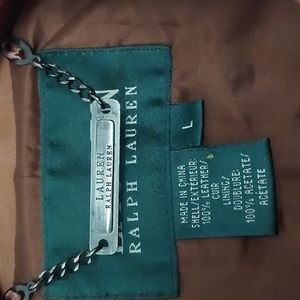 LAUREN
RALPH LAUREN
RALPH LAUREN
L
MADE IN CHINA
SHELL/EXTERIEUR:
100% LEATHER/
CUIR
LINING/
DOUBLURE:
100% ACETATE/
ACETATE